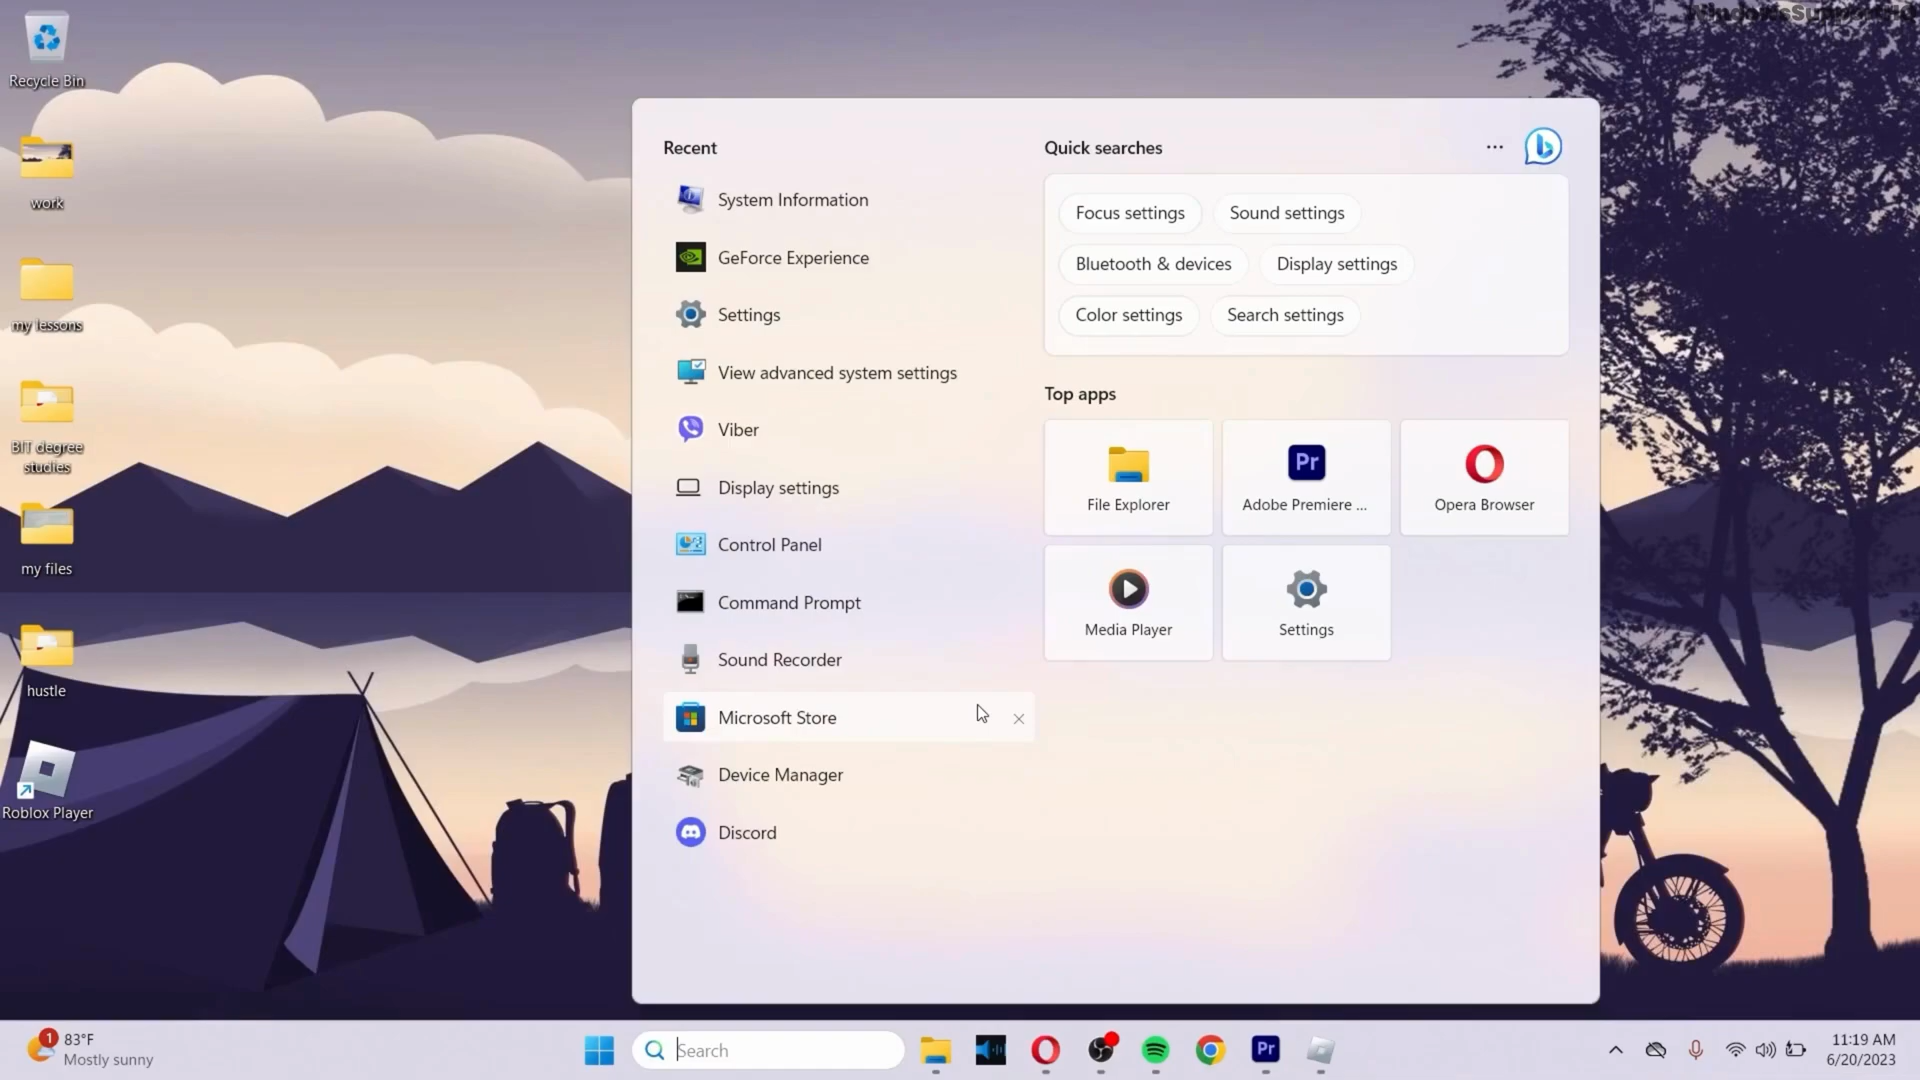 Recycle Bin
work
my lessons
BIT degree
studies
my files
hustle
Roblox Player
Recent
System Information
GeForce Experience
Settings
View advanced system settings
Viber
Display settings
Control Panel
Command Prompt
Sound Recorder
Microsoft Store
Device Manager
Discord
Quick searches
Focus settings
Sound settings
Bluetooth & devices
Display settings
Color settings
Search settings
Top apps
File Explorer
Pr
Adobe Premiere ...
Opera Browser
Media Player
Settings
1
83°F
Mostly sunny
Search
Pr
11:19 AM
6/20/2023